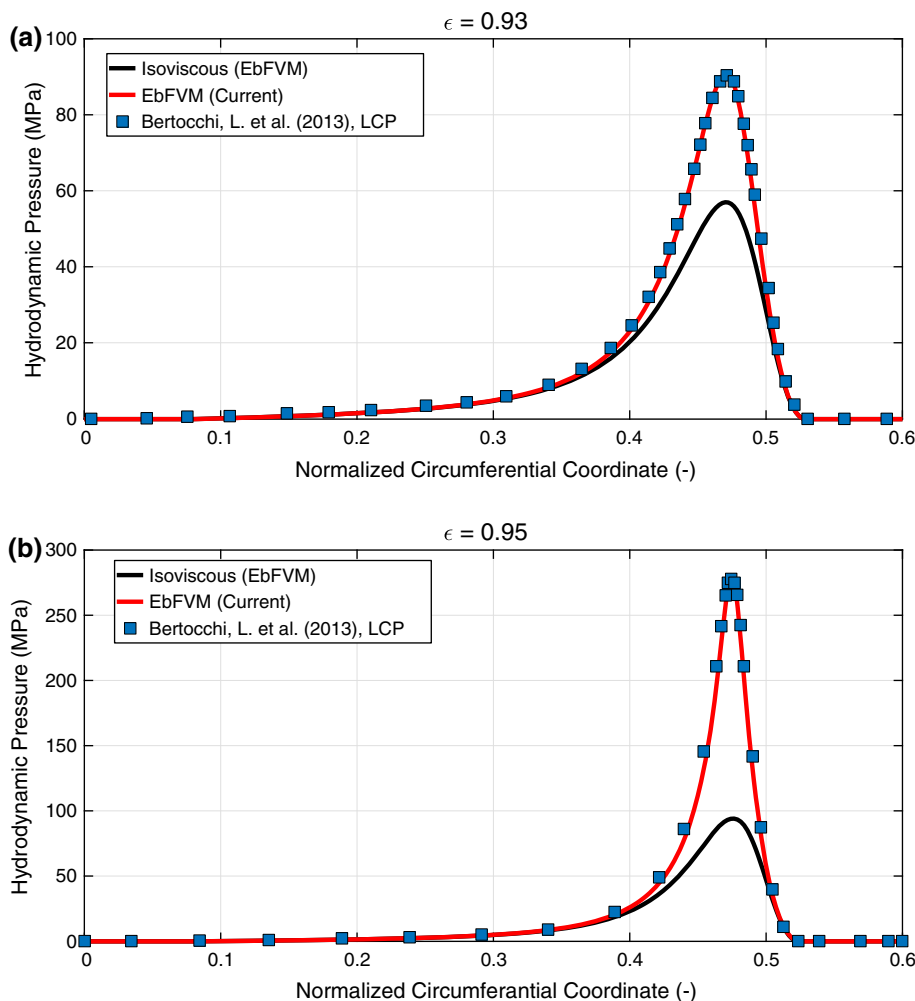 (a)
ϵ = 0.93
100
80
60
40
20
0
Hydrodynamic Pressure (MPa)
Isoviscous (EbFVM)
EbFVM (Current)
Bertocchi, L. et al. (2013), LCP
0 0.1 0.2 0.3 0.4 0.5 0.6
Normalized Circumferential Coordinate (-)
(b)
ϵ = 0.95
300
250
200
150
100
50
0
Hydrodynamic Pressure (MPa)
Isoviscous (EbFVM)
EbFVM (Current)
Bertocchi, L. et al. (2013), LCP
0 0.1 0.2 0.3 0.4 0.5 0.6
Normalized Circumferantial Coordinate (-)